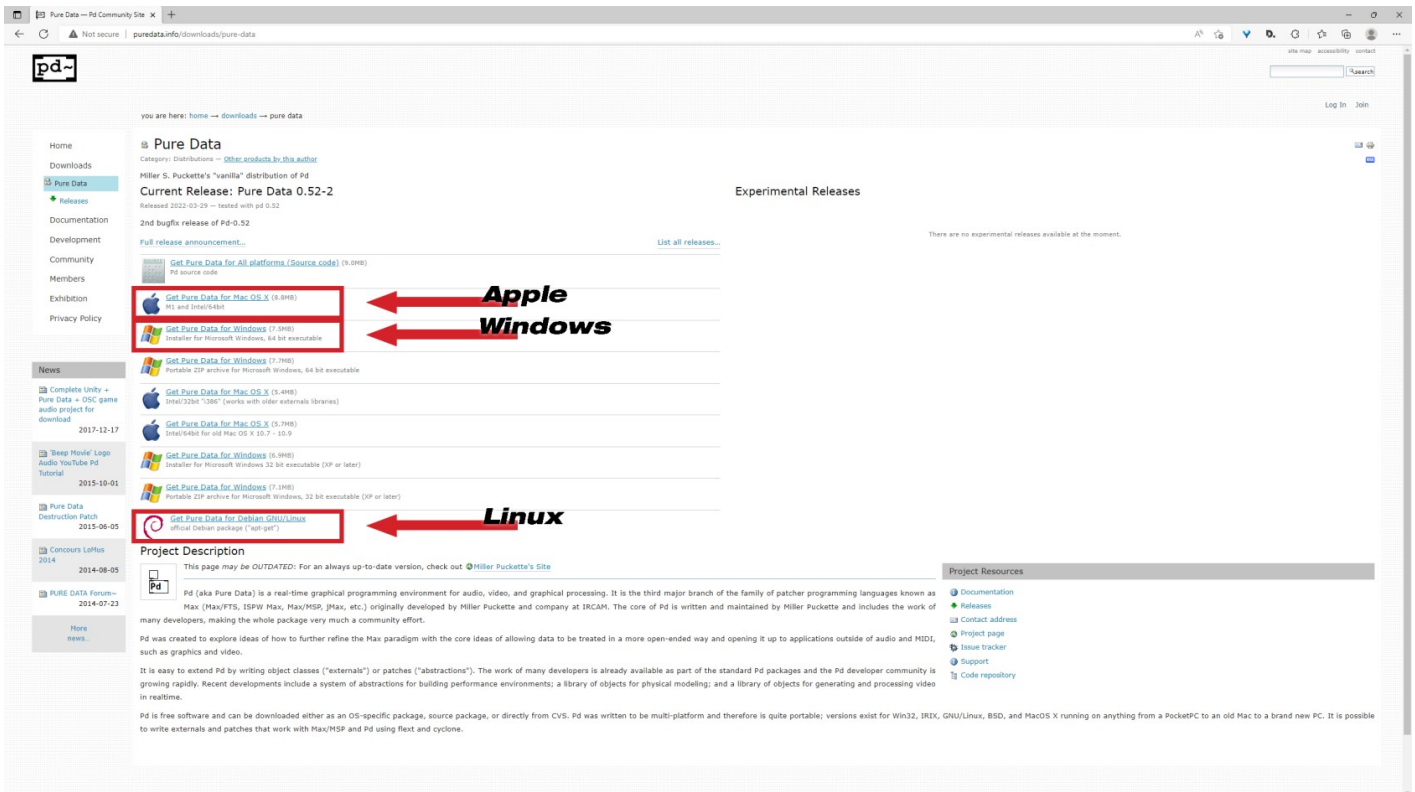 Pure Data — Pd Community Site
Not secure | puredata.info/downloads/pure-data
site map accessibility contact
pd~
search
Log In Join
you are here: home → downloads → pure data
Home
Downloads
Pure Data
Releases
Documentation
Development
Community
Members
Exhibition
Privacy Policy
News
Complete Unity +
Pure Data + OSC game
audio project for
download
2017-12-17
'Beep Movie' Logo
Audio YouTube Pd
Tutorial
2015-10-01
Pure Data
Destruction Patch
2015-06-05
Concours LoMus
2014
2014-08-05
PURE DATA Forum~
2014-07-23
More
news…
Pure Data
Category: Distributions — Other products by this author
Miller S. Puckette's "vanilla" distribution of Pd
Current Release: Pure Data 0.52-2
Released 2022-03-29 — tested with pd 0.52
2nd bugfix release of Pd-0.52
Full release announcement… List all releases…
Experimental Releases
There are no experimental releases available at the moment.
Get Pure Data for All platforms (Source code) (9.0MB)
Pd source code
Get Pure Data for Mac OS X (8.8MB)
M1 and Intel/64bit
Apple
Get Pure Data for Windows (7.5MB)
Installer for Microsoft Windows, 64 bit executable
Windows
Get Pure Data for Windows (7.7MB)
Portable ZIP archive for Microsoft Windows, 64 bit executable
Get Pure Data for Mac OS X (5.4MB)
Intel/32bit "i386" (works with older externals libraries)
Get Pure Data for Mac OS X (5.7MB)
Intel/64bit for old Mac OS X 10.7 - 10.9
Get Pure Data for Windows (6.9MB)
Installer for Microsoft Windows 32 bit executable (XP or later)
Get Pure Data for Windows (7.1MB)
Portable ZIP archive for Microsoft Windows, 32 bit executable (XP or later)
Get Pure Data for Debian GNU/Linux
official Debian package ("apt-get")
Linux
Project Description
Pd
This page may be OUTDATED: For an always up-to-date version, check out Miller Puckette's Site
Pd (aka Pure Data) is a real-time graphical programming environment for audio, video, and graphical processing. It is the third major branch of the family of patcher programming languages known as
Max (Max/FTS, ISPW Max, Max/MSP, jMax, etc.) originally developed by Miller Puckette and company at IRCAM. The core of Pd is written and maintained by Miller Puckette and includes the work of
many developers, making the whole package very much a community effort.
Pd was created to explore ideas of how to further refine the Max paradigm with the core ideas of allowing data to be treated in a more open-ended way and opening it up to applications outside of audio and MIDI,
such as graphics and video.
It is easy to extend Pd by writing object classes ("externals") or patches ("abstractions"). The work of many developers is already available as part of the standard Pd packages and the Pd developer community is
growing rapidly. Recent developments include a system of abstractions for building performance environments; a library of objects for physical modeling; and a library of objects for generating and processing video
in realtime.
Pd is free software and can be downloaded either as an OS-specific package, source package, or directly from CVS. Pd was written to be multi-platform and therefore is quite portable; versions exist for Win32, IRIX, GNU/Linux, BSD, and MacOS X running on anything from a PocketPC to an old Mac to a brand new PC. It is possible
to write externals and patches that work with Max/MSP and Pd using flext and cyclone.
Project Resources
Documentation
Releases
Contact address
Project page
Issue tracker
Support
Code repository